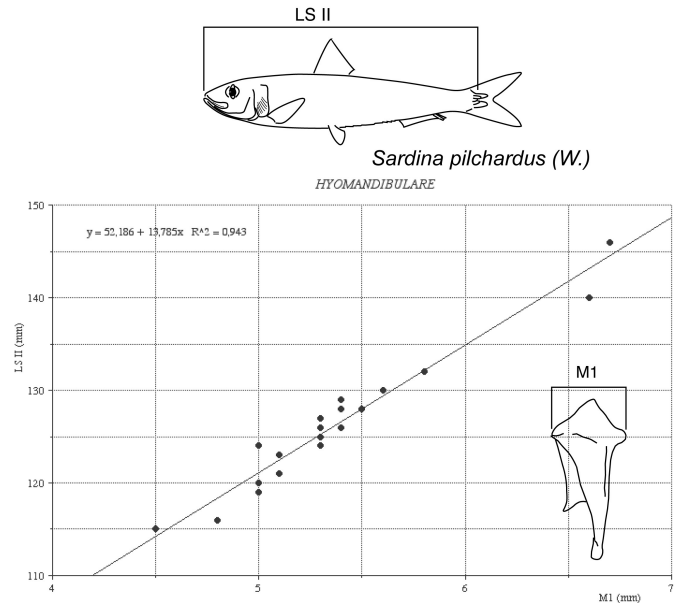 LS II
Sardina pilchardus (W.)
HYOMANDIBULARE
y = 52,186 + 13,785x R^2 = 0,943
150
140
130
120
110
LS II (mm)
M1
4
5
6
7
M1 (mm)